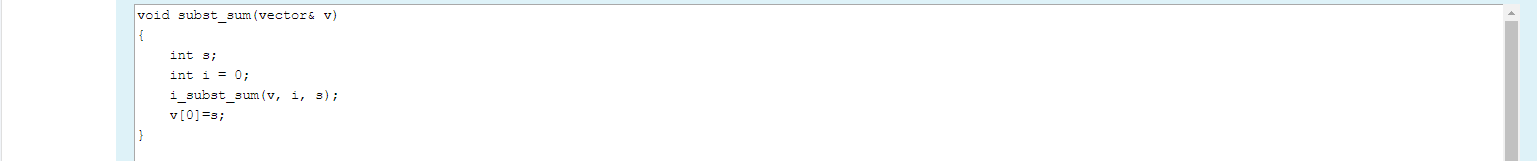 void subst_sum(vector& v)
{
    int s;
    int i = 0;
    i_subst_sum(v, i, s);
    v[0]=s;
}